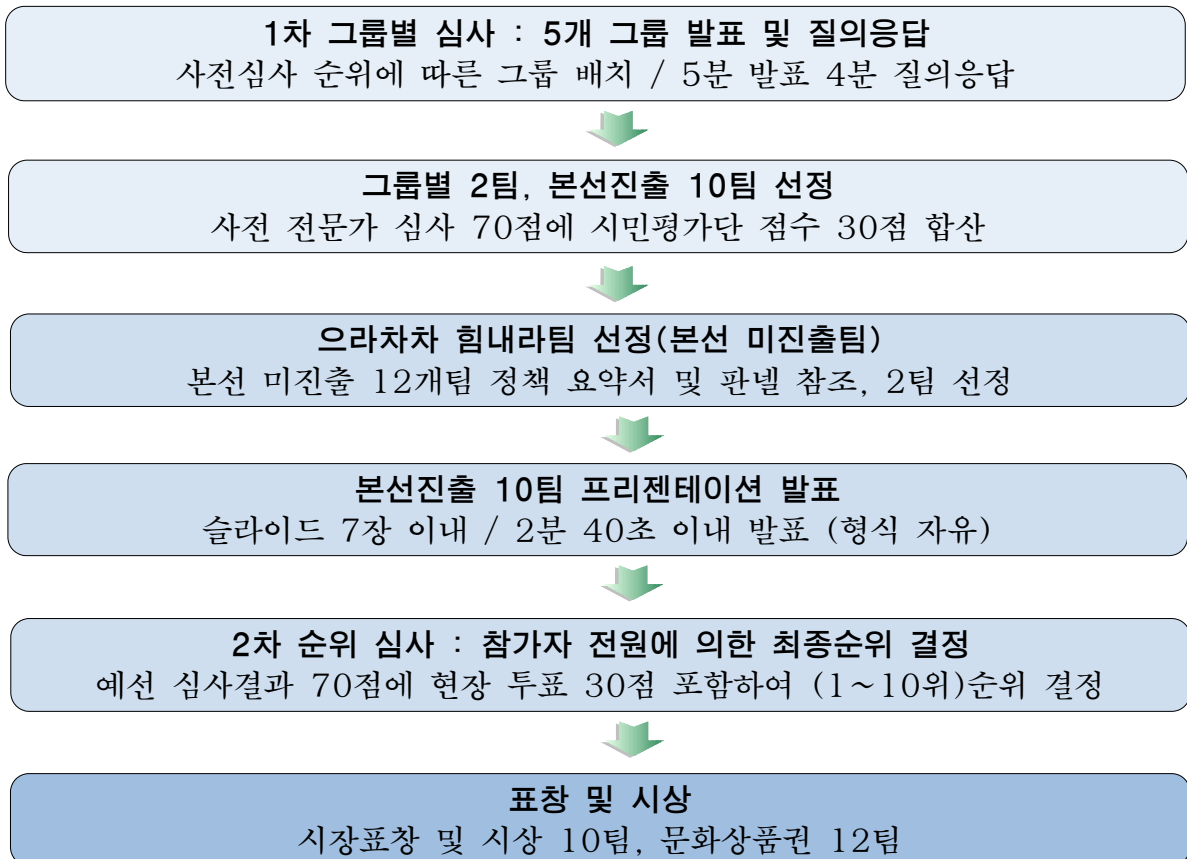 1차 그룹별 심사 : 5개 그룹 발표 및 질의응답
사전심사 순위에 따른 그룹 배치 / 5분 발표 4분 질의응답
그룹별 2팀, 본선진출 10팀 선정
사전 전문가 심사 70점에 시민평가단 점수 30점 합산
으라차차 힘내라팀 선정(본선 미진출팀)
본선 미진출 12개팀 정책 요약서 및 판넬 참조, 2팀 선정
본선진출 10팀 프리젠테이션 발표
슬라이드 7장 이내 / 2분 40초 이내 발표 (형식 자유)
2차 순위 심사 : 참가자 전원에 의한 최종순위 결정
예선 심사결과 70점에 현장 투표 30점 포함하여 (1~10위)순위 결정
표창 및 시상
시장표창 및 시상 10팀, 문화상품권 12팀